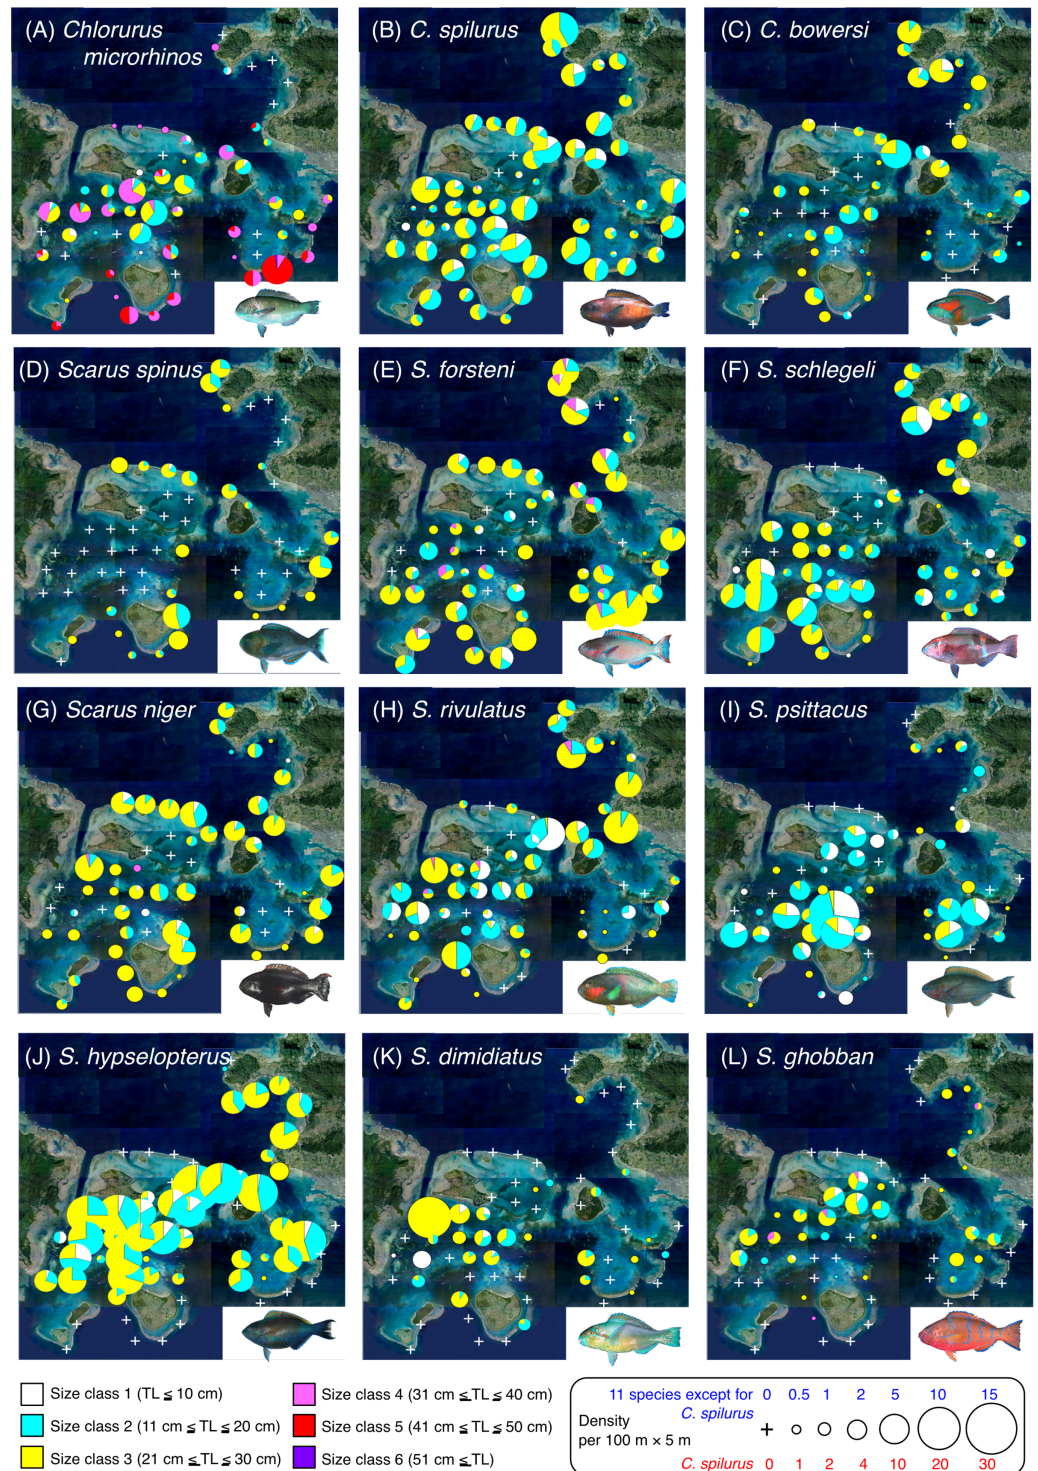 (A) Chlorurus
microrhinos
(B) C. spilurus
(C) C. bowersi
(D) Scarus spinus
(E) S. forsteni
(F) S. schlegeli
(G) Scarus niger
(H) S. rivulatus
(I) S. psittacus
(J) S. hypselopterus
(K) S. dimidiatus
(L) S. ghobban
Size class 1 (TL ≦ 10 cm)
Size class 2 (11 cm ≦ TL ≦ 20 cm)
Size class 3 (21 cm ≦ TL ≦ 30 cm)
Size class 4 (31 cm ≦ TL ≦ 40 cm)
Size class 5 (41 cm ≦ TL ≦ 50 cm)
Size class 6 (51 cm ≦ TL)
11 species except for 0 0.5 1 2 5 10 15
C. spilurus
Density
per 100 m × 5 m
C. spilurus 0 1 2 4 10 20 30